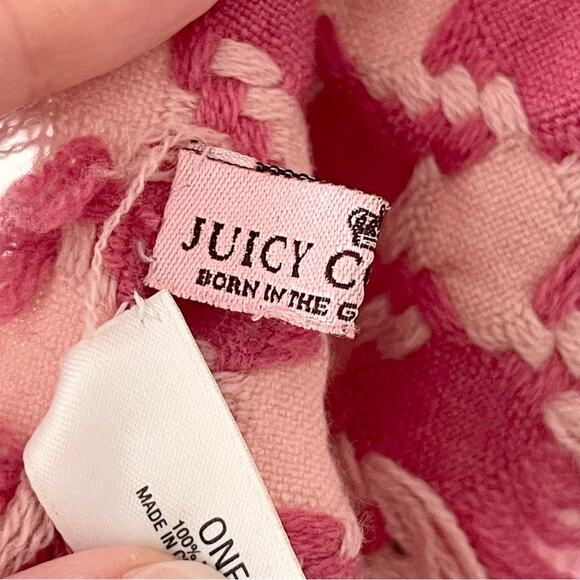 JUICY C
BORN IN THE G
ONE
100%
MADE IN C